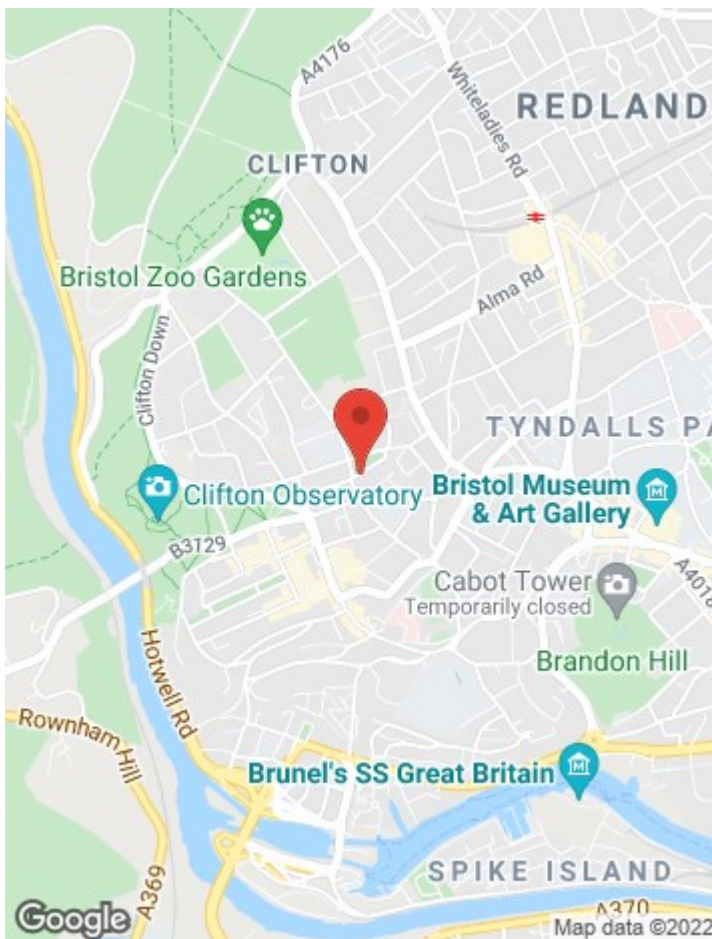 A4176
Whiteladies Rd
REDLAND
CLIFTON
Bristol Zoo Gardens
Alma Rd
Clifton Down
TYNDALLS PA
Clifton Observatory
Bristol Museum
& Art Gallery
B3129
Cabot Tower
Temporarily closed
A4018
Brandon Hill
Hotwell Rd
Rownham Hill
Brunel's SS Great Britain
SPIKE ISLAND
A369
A370
Google
Map data ©2022